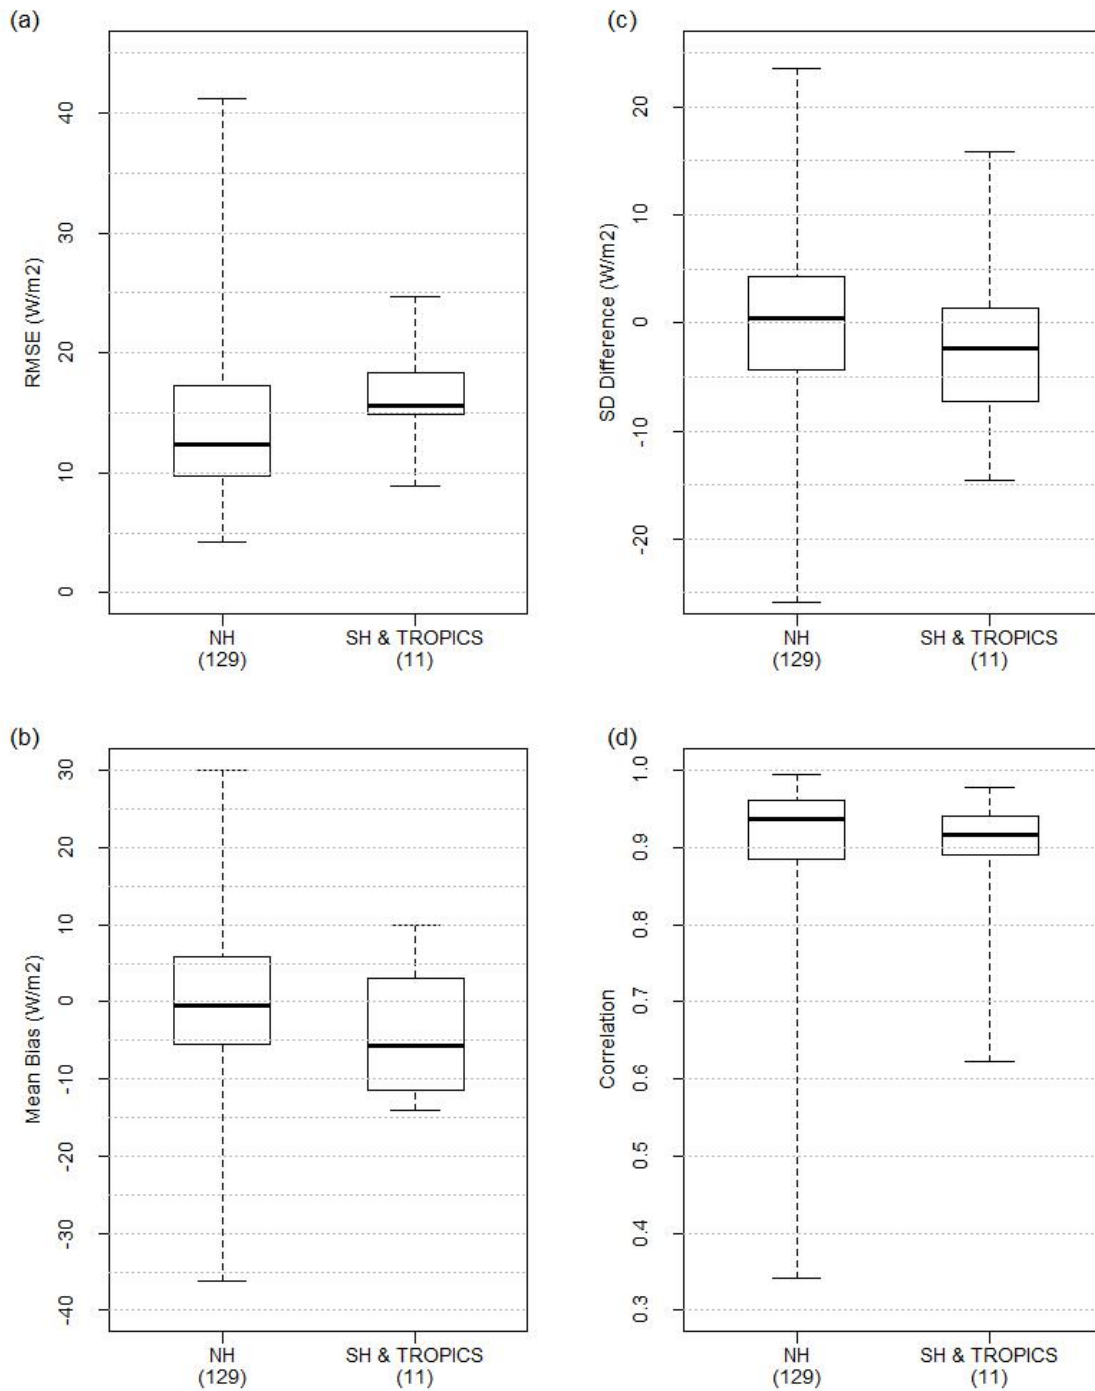 (a)
RMSE (W/m2)
40
30
20
10
0
NH
(129)
SH & TROPICS
(11)
(c)
SD Difference (W/m2)
20
10
0
-10
-20
NH
(129)
SH & TROPICS
(11)
(b)
Mean Bias (W/m2)
30
20
10
0
-10
-20
-30
-40
NH
(129)
SH & TROPICS
(11)
(d)
Correlation
1.0
0.9
0.8
0.7
0.6
0.5
0.4
0.3
NH
(129)
SH & TROPICS
(11)